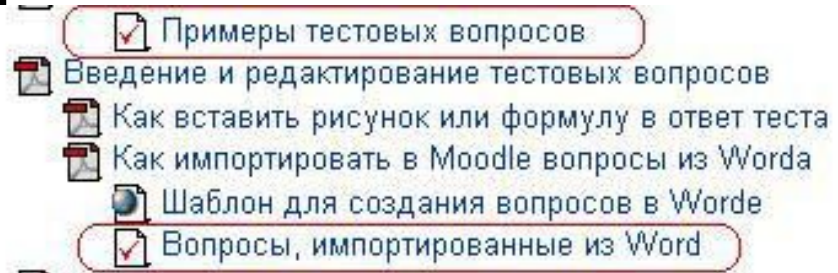 Примеры тестовых вопросов
Введение и редактирование тестовых вопросов
Как вставить рисунок или формулу в ответ теста
Как импортировать в Moodle вопросы из Worda
Шаблон для создания вопросов в Worde
Вопросы, импортированные из Word